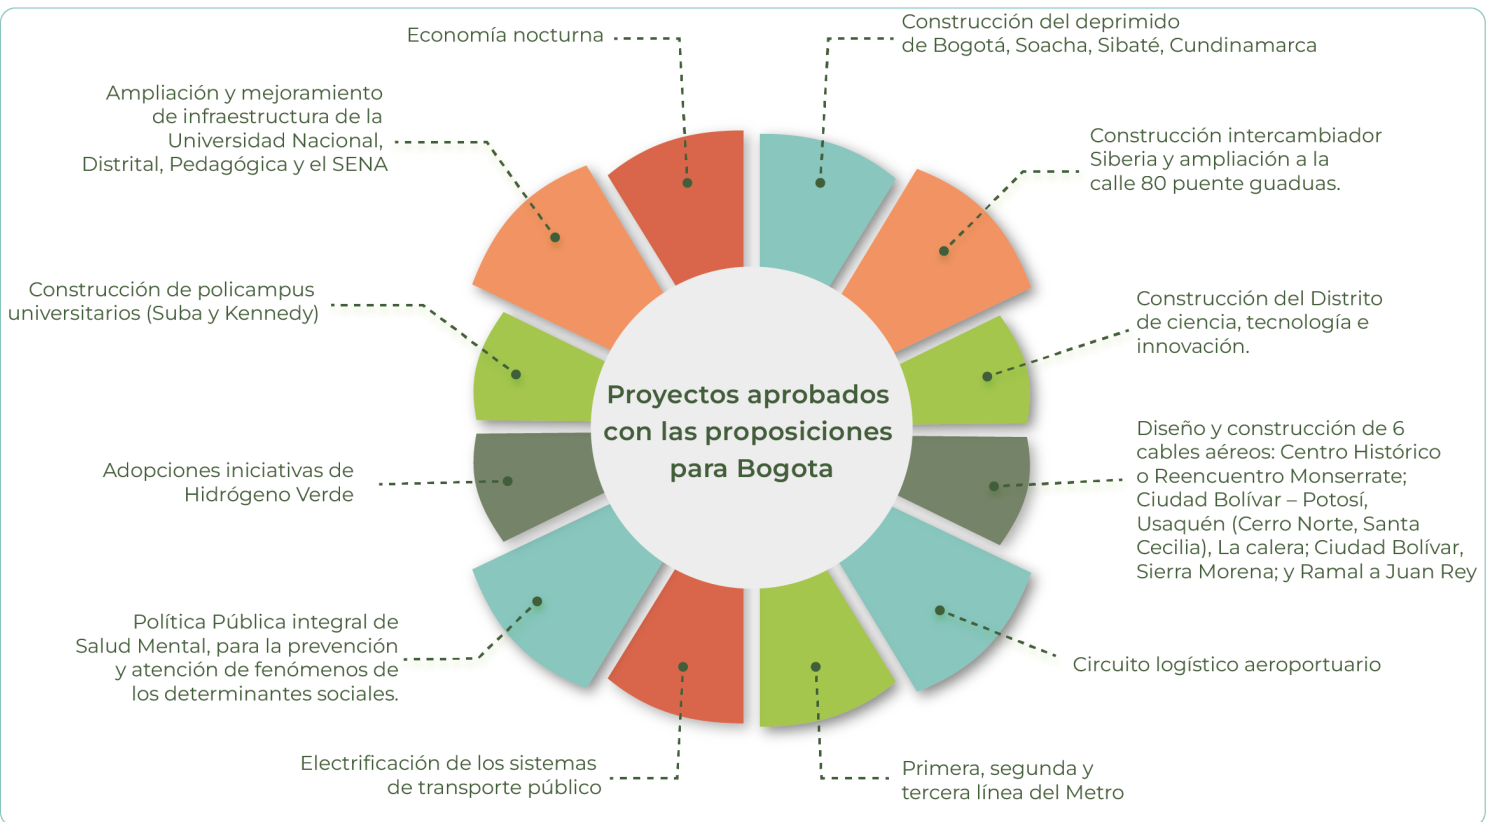 Economía nocturna
Construcción del deprimido
de Bogotá, Soacha, Sibaté, Cundinamarca
Ampliación y mejoramiento
de infraestructura de la
Universidad Nacional,
Distrital, Pedagógica y el SENA
Construcción intercambiador
Siberia y ampliación a la
calle 80 puente guaduas.
Construcción de policampus
universitarios (Suba y Kennedy)
Construcción del Distrito
de ciencia, tecnología e
innovación.
Proyectos aprobados
con las proposiciones
para Bogota
Adopciones iniciativas de
Hidrógeno Verde
Diseño y construcción de 6
cables aéreos: Centro Histórico
o Reencuentro Monserrate;
Ciudad Bolívar – Potosí,
Usaquén (Cerro Norte, Santa
Cecilia), La calera; Ciudad Bolívar,
Sierra Morena; y Ramal a Juan Rey
Política Pública integral de
Salud Mental, para la prevención
y atención de fenómenos de
los determinantes sociales.
Circuito logístico aeroportuario
Electrificación de los sistemas
de transporte público
Primera, segunda y
tercera línea del Metro